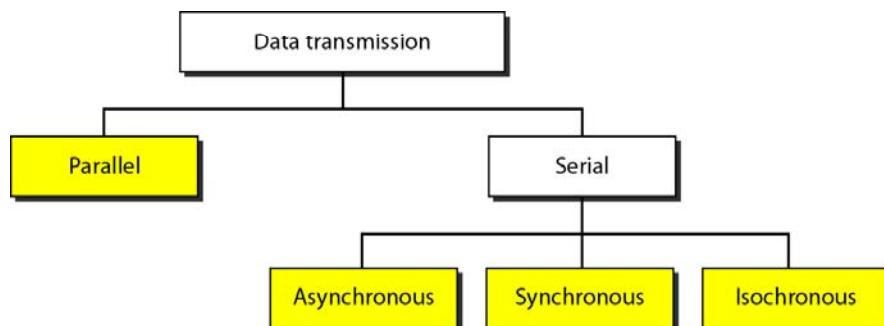 Data transmission
Parallel
Serial
Asynchronous
Synchronous
Isochronous